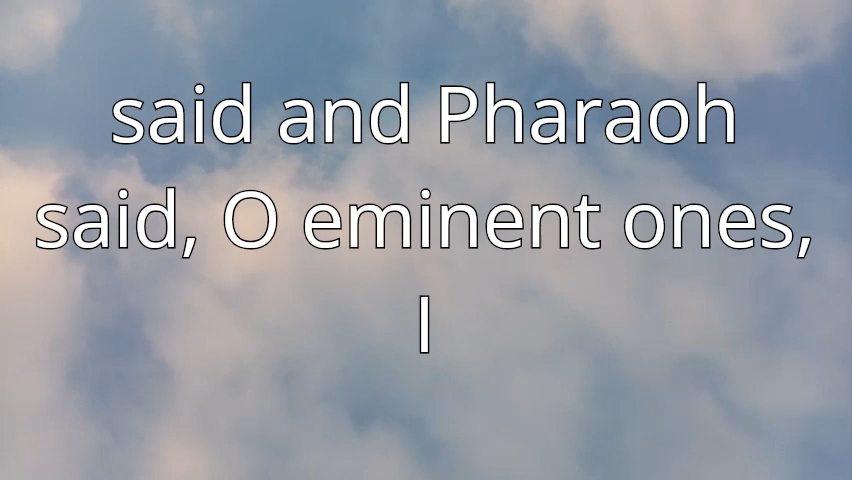 said and Pharaoh
said, O eminent ones,
I